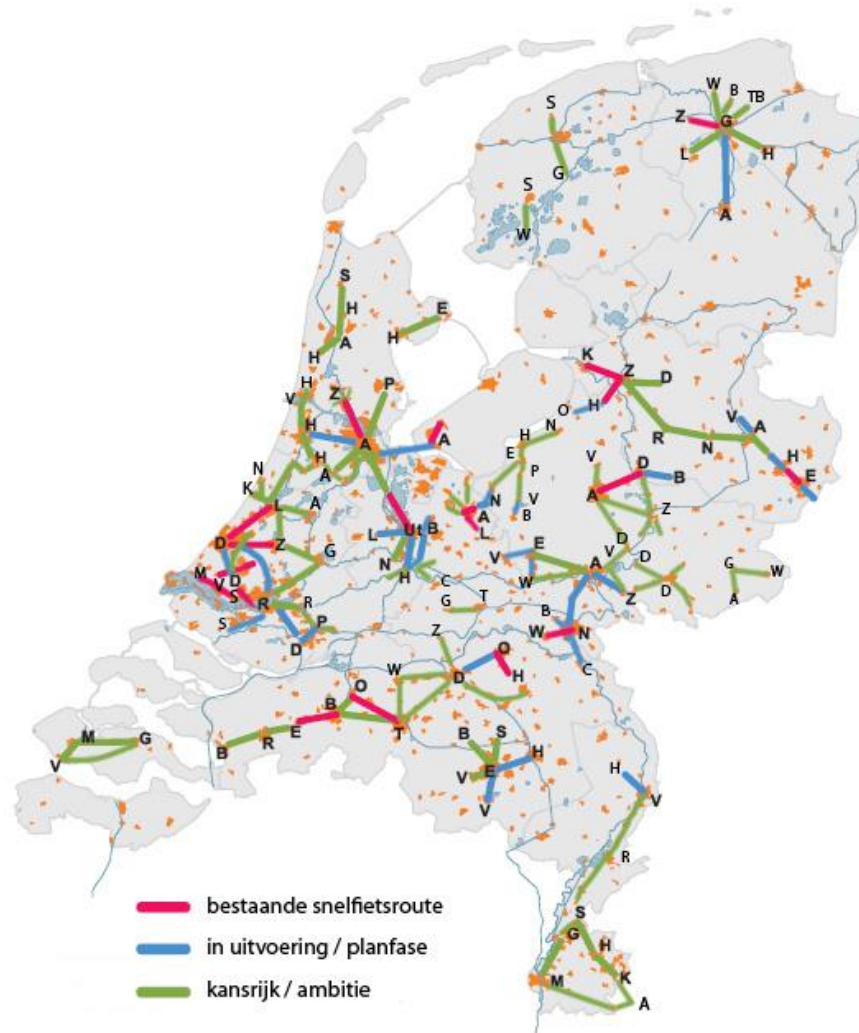 W B TB
S Z G
L H
G
S
A
W
S
H E
A H
H
K Z D
P
H Z
V O H
H N V A
A A R N
H E H
N A V D E
K P A B
L A N V Z
A B
D Z Ut B L
L D
G V E A V D
M V D N W G W
S R H C Z D A
R G T B
S P W N
D Z O C
W D H
O
B T
E B S
M G R H H
V B E V
V V
R
bestaande snelfietsroute
in uitvoering / planfase
kansrijk / ambitie
S
G H
M K
A